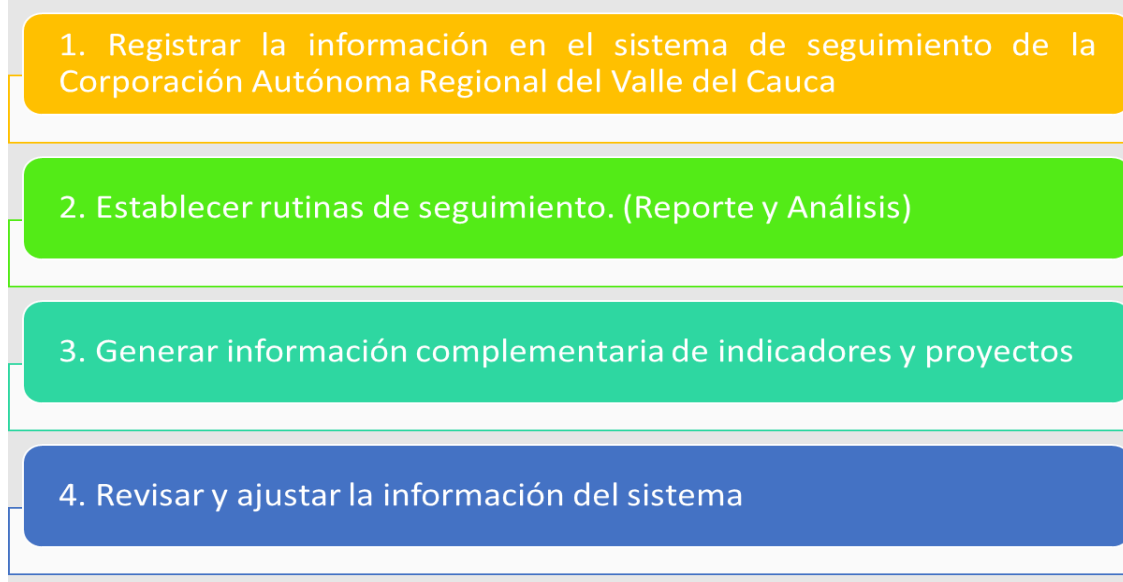 1. Registrar la información en el sistema de seguimiento de la
Corporación Autónoma Regional del Valle del Cauca
2. Establecer rutinas de seguimiento. (Reporte y Análisis)
3. Generar información complementaria de indicadores y proyectos
4. Revisar y ajustar la información del sistema